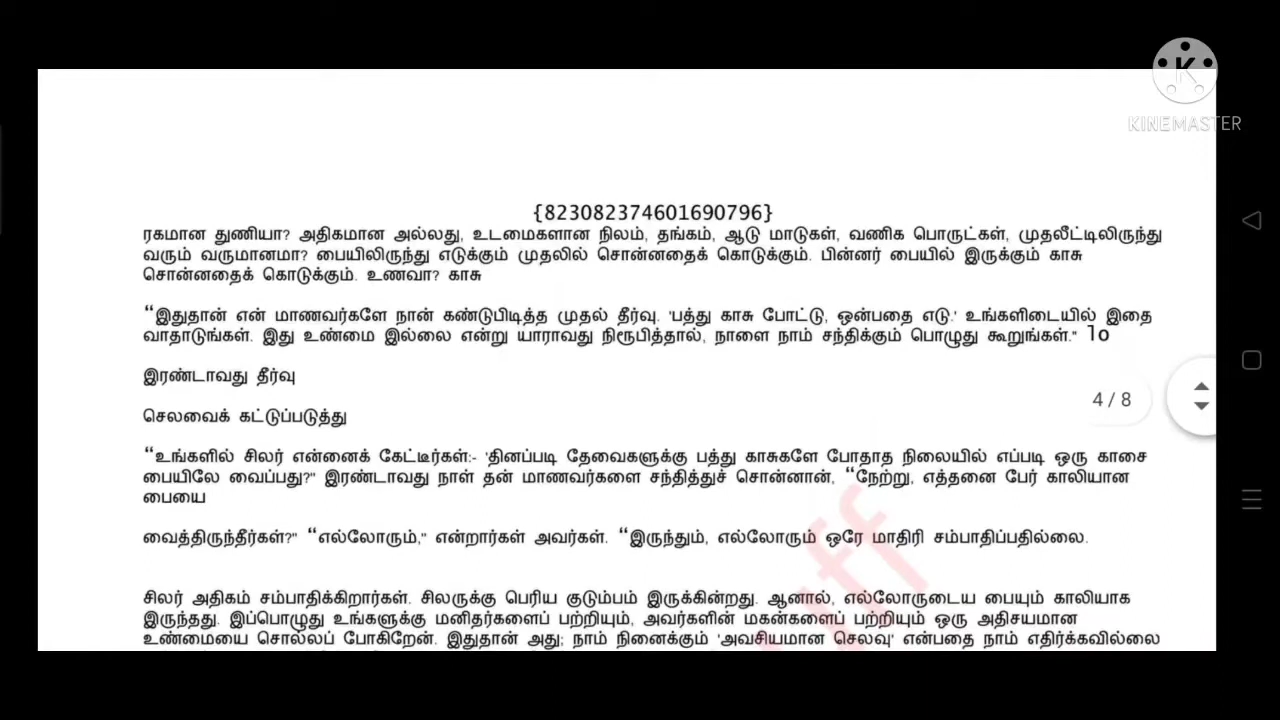 KINEMASTER
{823082374601690796}
ரகமான துணியா? அதிகமான அல்லது, உடமைகளான நிலம், தங்கம், ஆடு மாடுகள், வணிக பொருட்கள், முதலீட்டிலிருந்து
வரும் வருமானமா? பையிலிருந்து எடுக்கும் முதலில் சொன்னதைக் கொடுக்கும். பின்னர் பையில் இருக்கும் காசு
சொன்னதைக் கொடுக்கும். உணவா? காசு
“இதுதான் என் மாணவர்களே நான் கண்டுபிடித்த முதல் தீர்வு. 'பத்து காசு போட்டு, ஒன்பதை எடு.' உங்களிடையில் இதை
வாதாடுங்கள். இது உண்மை இல்லை என்று யாராவது நிரூபித்தால், நாளை நாம் சந்திக்கும் பொழுது கூறுங்கள்." 1o
இரண்டாவது தீர்வு
4 / 8
செலவைக் கட்டுப்படுத்து
“உங்களில் சிலர் என்னைக் கேட்டீர்கள்:- 'தினப்படி தேவைகளுக்கு பத்து காசுகளே போதாத நிலையில் எப்படி ஒரு காசை
பையிலே வைப்பது?" இரண்டாவது நாள் தன் மாணவர்களை சந்தித்துச் சொன்னான், “நேற்று, எத்தனை பேர் காலியான
பையை
வைத்திருந்தீர்கள்?" “எல்லோரும்," என்றார்கள் அவர்கள். “இருந்தும், எல்லோரும் ஒரே மாதிரி சம்பாதிப்பதில்லை.
சிலர் அதிகம் சம்பாதிக்கிறார்கள். சிலருக்கு பெரிய குடும்பம் இருக்கின்றது. ஆனால், எல்லோருடைய பையும் காலியாக
இருந்தது. இப்பொழுது உங்களுக்கு மனிதர்களைப் பற்றியும், அவர்களின் மகன்களைப் பற்றியும் ஒரு அதிசயமான
உண்மையை சொல்லப் போகிறேன். இதுதான் அது; நாம் நினைக்கும் 'அவசியமான செலவு' என்பதை நாம் எதிர்க்கவில்லை